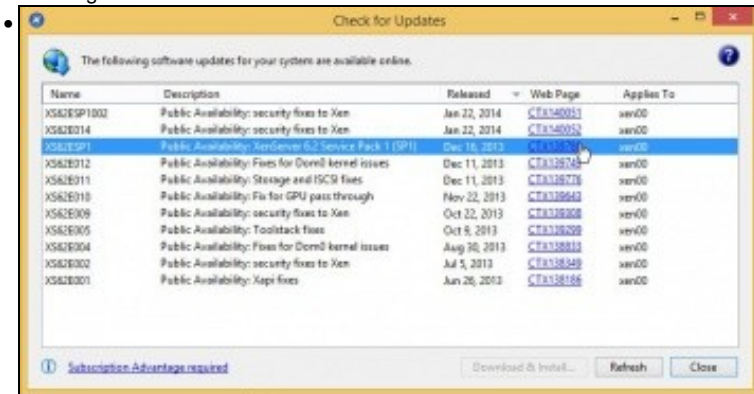 Check for Updates
The following software updates for your system are available online.
Name Description Released Web Page Applies To
XS62ESP1002 Public Availability: security fixes to Xen Jan 22, 2014 CTX140051 xen00
XS62E014 Public Availability: security fixes to Xen Jan 22, 2014 CTX140052 xen00
XS62ESP1 Public Availability: XenServer 6.2 Service Pack 1 (SP1) Dec 16, 2013 xen00
XS62E012 Public Availability: Fixes for Dom0 kernel issues Dec 11, 2013 CTX139745 xen00
XS62E011 Public Availability: Storage and ISCSI fixes Dec 11, 2013 CTX139776 xen00
XS62E010 Public Availability: Fix for GPU pass through Nov 22, 2013 CTX139643 xen00
XS62E009 Public Availability: security fixes to Xen Oct 22, 2013 xen00
XS62E005 Public Availability: Toolstack fixes Oct 9, 2013 xen00
XS62E004 Public Availability: Fixes for Dom0 kernel issues Aug 30, 2013 CTX138833 xen00
XS62E002 Public Availability: security fixes to Xen Jul 5, 2013 CTX138349 xen00
XS62E001 Public Availability: Xapi fixes Jun 26, 2013 CTX138186 xen00
Subscription Advantage required Download & Install... Refresh Close